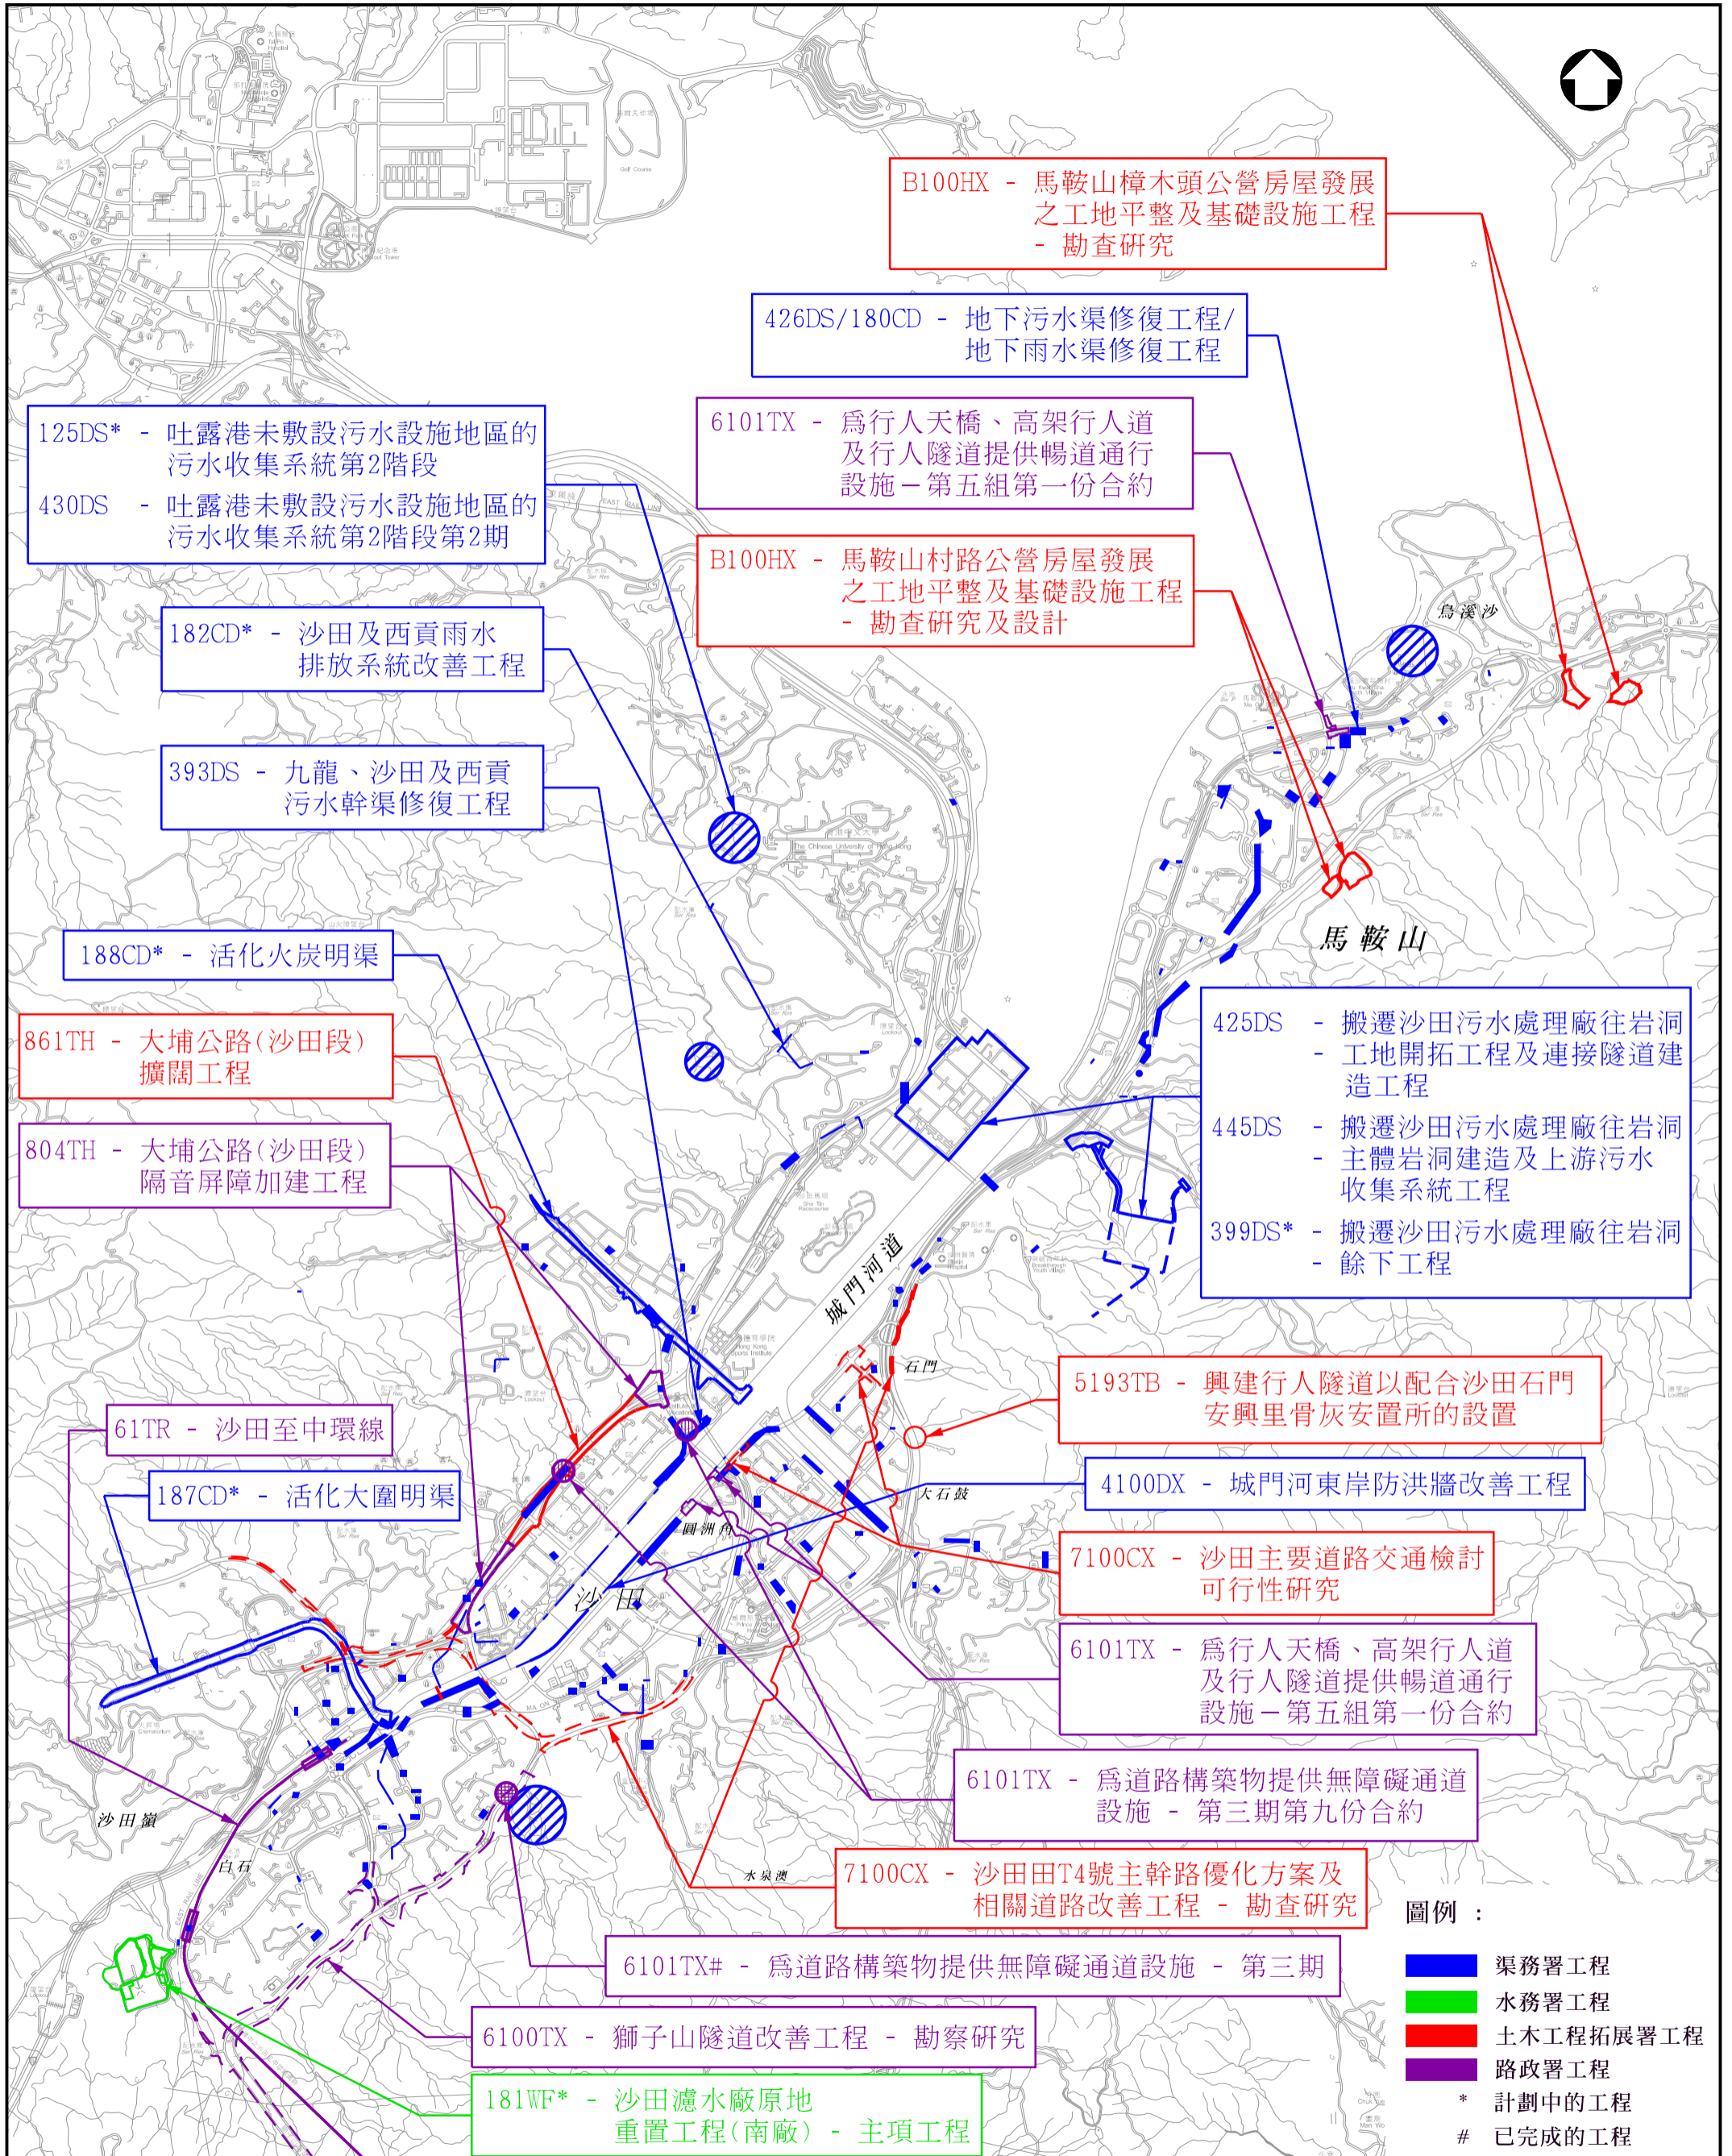 B100HX - 馬鞍山樟木頭公營房屋發展
之工地平整及基礎設施工程
- 勘查研究
426DS/180CD - 地下污水渠修復工程/
地下雨水渠修復工程
125DS* - 吐露港未敷設污水設施地區的
污水收集系統第2階段
430DS - 吐露港未敷設污水設施地區的
污水收集系統第2階段第2期
6101TX - 爲行人天橋、高架行人道
及行人隧道提供暢道通行
設施－第五組第一份合約
B100HX - 馬鞍山村路公營房屋發展
之工地平整及基礎設施工程
- 勘查研究及設計
182CD* - 沙田及西貢雨水
排放系統改善工程
393DS - 九龍、沙田及西貢
污水幹渠修復工程
烏溪沙
馬鞍山
188CD* - 活化火炭明渠
861TH - 大埔公路(沙田段)
擴闊工程
804TH - 大埔公路(沙田段)
隔音屏障加建工程
425DS - 搬遷沙田污水處理廠往岩洞
- 工地開拓工程及連接隧道建
造工程
445DS - 搬遷沙田污水處理廠往岩洞
- 主體岩洞建造及上游污水
收集系統工程
399DS* - 搬遷沙田污水處理廠往岩洞
- 餘下工程
城門河道
石門
5193TB - 興建行人隧道以配合沙田石門
安興里骨灰安置所的設置
61TR - 沙田至中環線
187CD* - 活化大圍明渠
4100DX - 城門河東岸防洪牆改善工程
大石鼓
圓洲角
沙田
7100CX - 沙田主要道路交通檢討
可行性研究
6101TX - 爲行人天橋、高架行人道
及行人隧道提供暢道通行
設施－第五組第一份合約
6101TX - 爲道路構築物提供無障礙通道
設施 - 第三期第九份合約
沙田嶺
白石
水泉澳
7100CX - 沙田田T4號主幹路優化方案及
相關道路改善工程 - 勘查研究
6101TX# - 爲道路構築物提供無障礙通道設施 - 第三期
6100TX - 獅子山隧道改善工程 - 勘察研究
181WF* - 沙田濾水廠原地
重置工程(南廠) - 主項工程
圖例 :
渠務署工程
水務署工程
土木工程拓展署工程
路政署工程
* 計劃中的工程
# 已完成的工程
Golf Course
The Chinese University of Hong Kong